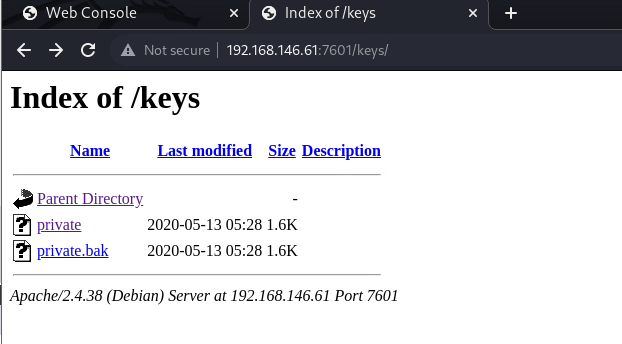 Web Console
Index of /keys
Not secure 192.168.146.61:7601/keys/
Index of /keys
Name Last modified Size Description
Parent Directory -
private 2020-05-13 05:28 1.6K
private.bak 2020-05-13 05:28 1.6K
Apache/2.4.38 (Debian) Server at 192.168.146.61 Port 7601